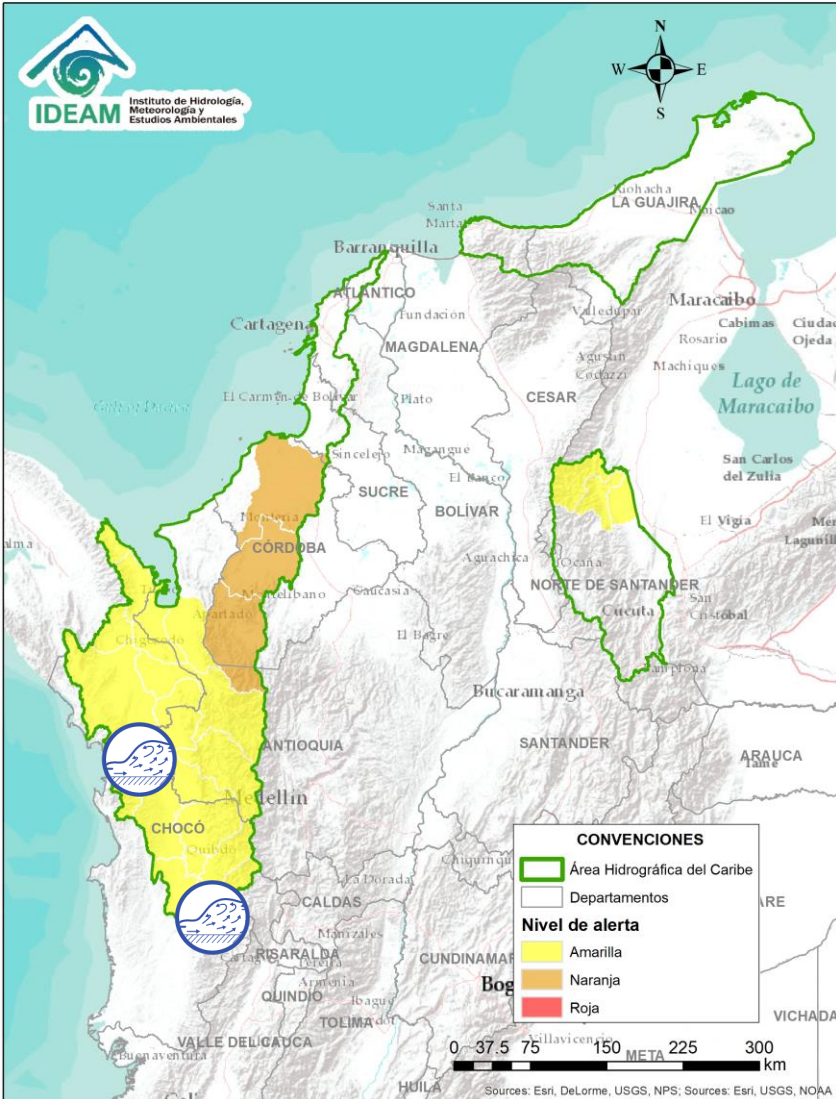 IDEAM
Instituto de Hidrología,
Meteorología y
Estudios Ambientales
N
W
E
S
Riohacha
LA GUAJIRA
Maicao
Santa
Marta
Barranquilla
ATLÁNTICO
Maracaibo
Cabimas
Ciudad
Ojeda
Fundación
Valledupar
Cartagena
Rosario
MAGDALENA
Agustín
Codazzi
Machiques
CESAR
Lago de
Maracaibo
El Carmen de Bolívar
Plato
Sincelejo
Magangué
San Carlos
del Zulia
El Banco
SUCRE
BOLÍVAR
Montería
El Vigía
CÓRDOBA
Aguachica
Ocaña
NORTE DE SANTANDER
Apartadó
Caucasia
Cúcuta
San
Cristóbal
Chigorodó
El Bagre
Pamplona
Bucaramanga
ANTIOQUIA
SANTANDER
ARAUCA
Tame
Medellín
CHOCÓ
Quibdó
La Dorada
CALDAS
Manizales
RISARALDA
Pereira
Armenia
QUINDÍO
Ibagué
TOLIMA
VALLE DEL CAUCA
Buenaventura
HUILA
META
Villavicencio
VICHADA
CONVENCIONES
Área Hidrográfica del Caribe
Departamentos
Nivel de alerta
Amarilla
Naranja
Roja
0 37.5 75 150 225 300
km
Sources: Esri, DeLorme, USGS, NPS; Sources: Esri, USGS, NOAA